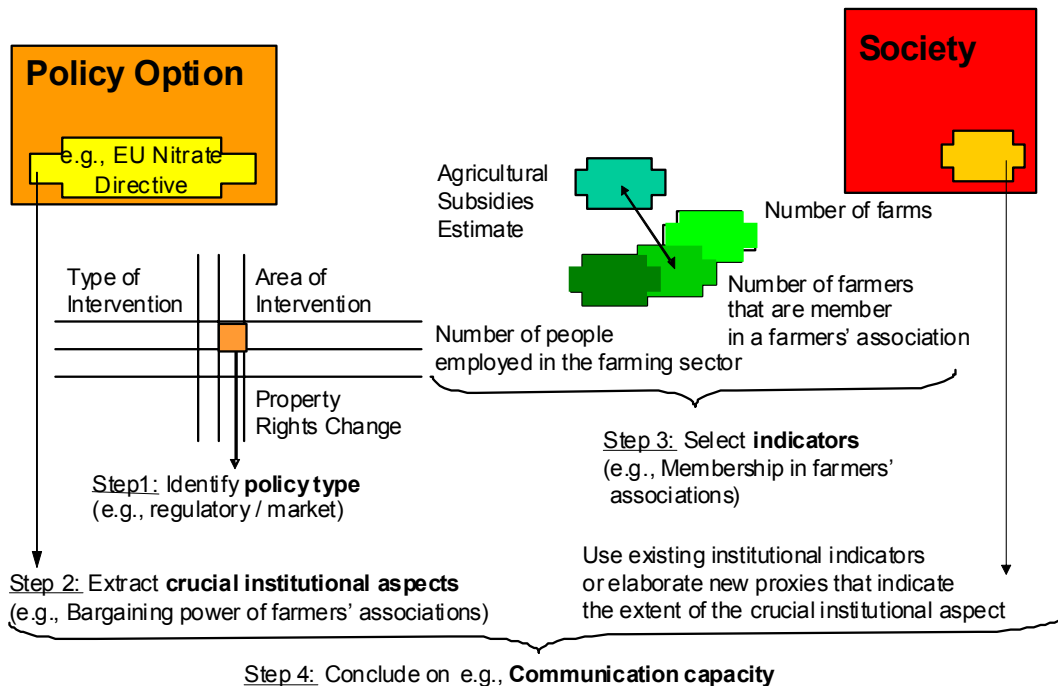 Policy Option
e.g., EU Nitrate
Directive
Society
Agricultural
Subsidies
Estimate
Number of farms
Number of farmers
that are member
in a farmers' association
Number of people
employed in the farming sector
Type of
Intervention
Area of
Intervention
Property
Rights Change
Step1: Identify policy type
(e.g., regulatory / market)
Step 3: Select indicators
(e.g., Membership in farmers'
associations)
Step 2: Extract crucial institutional aspects
(e.g., Bargaining power of farmers' associations)
Use existing institutional indicators
or elaborate new proxies that indicate
the extent of the crucial institutional aspect
Step 4: Conclude on e.g., Communication capacity